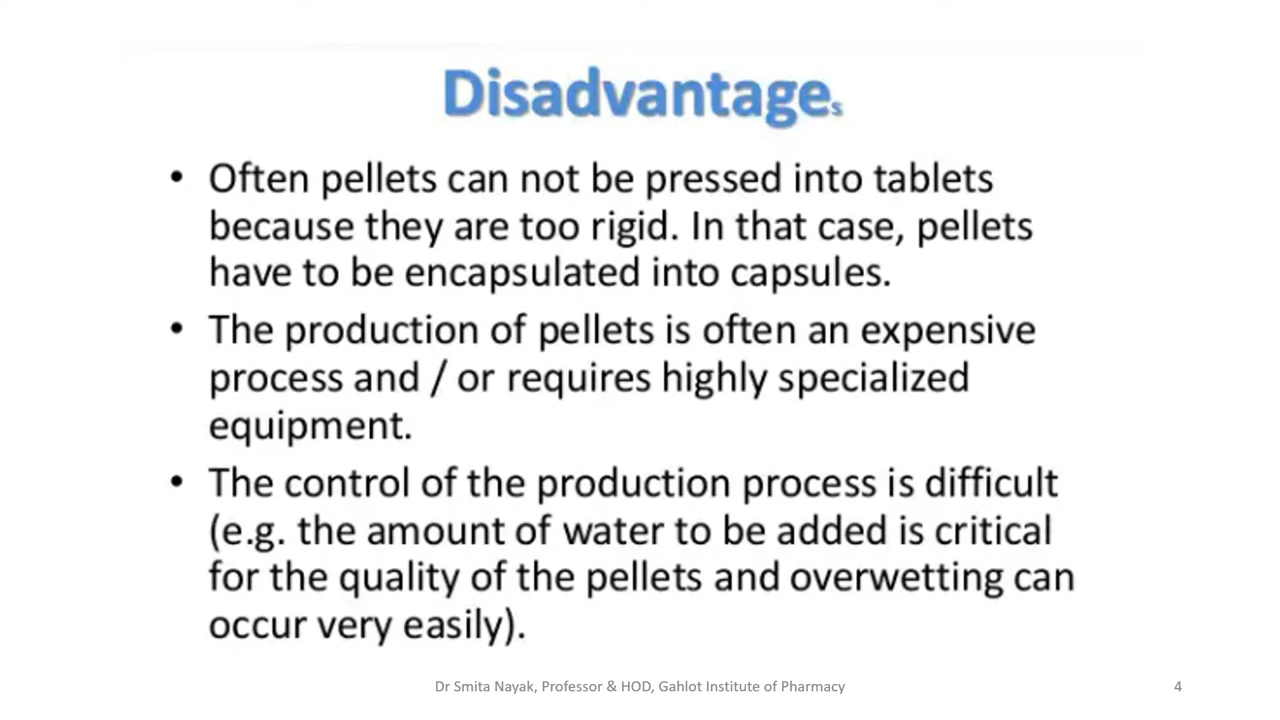 Disadvantages
• Often pellets can not be pressed into tablets
because they are too rigid. In that case, pellets
have to be encapsulated into capsules.
• The production of pellets is often an expensive
process and / or requires highly specialized
equipment.
• The control of the production process is difficult
(e.g. the amount of water to be added is critical
for the quality of the pellets and overwetting can
occur very easily).
Dr Smita Nayak, Professor & HOD, Gahlot Institute of Pharmacy
4